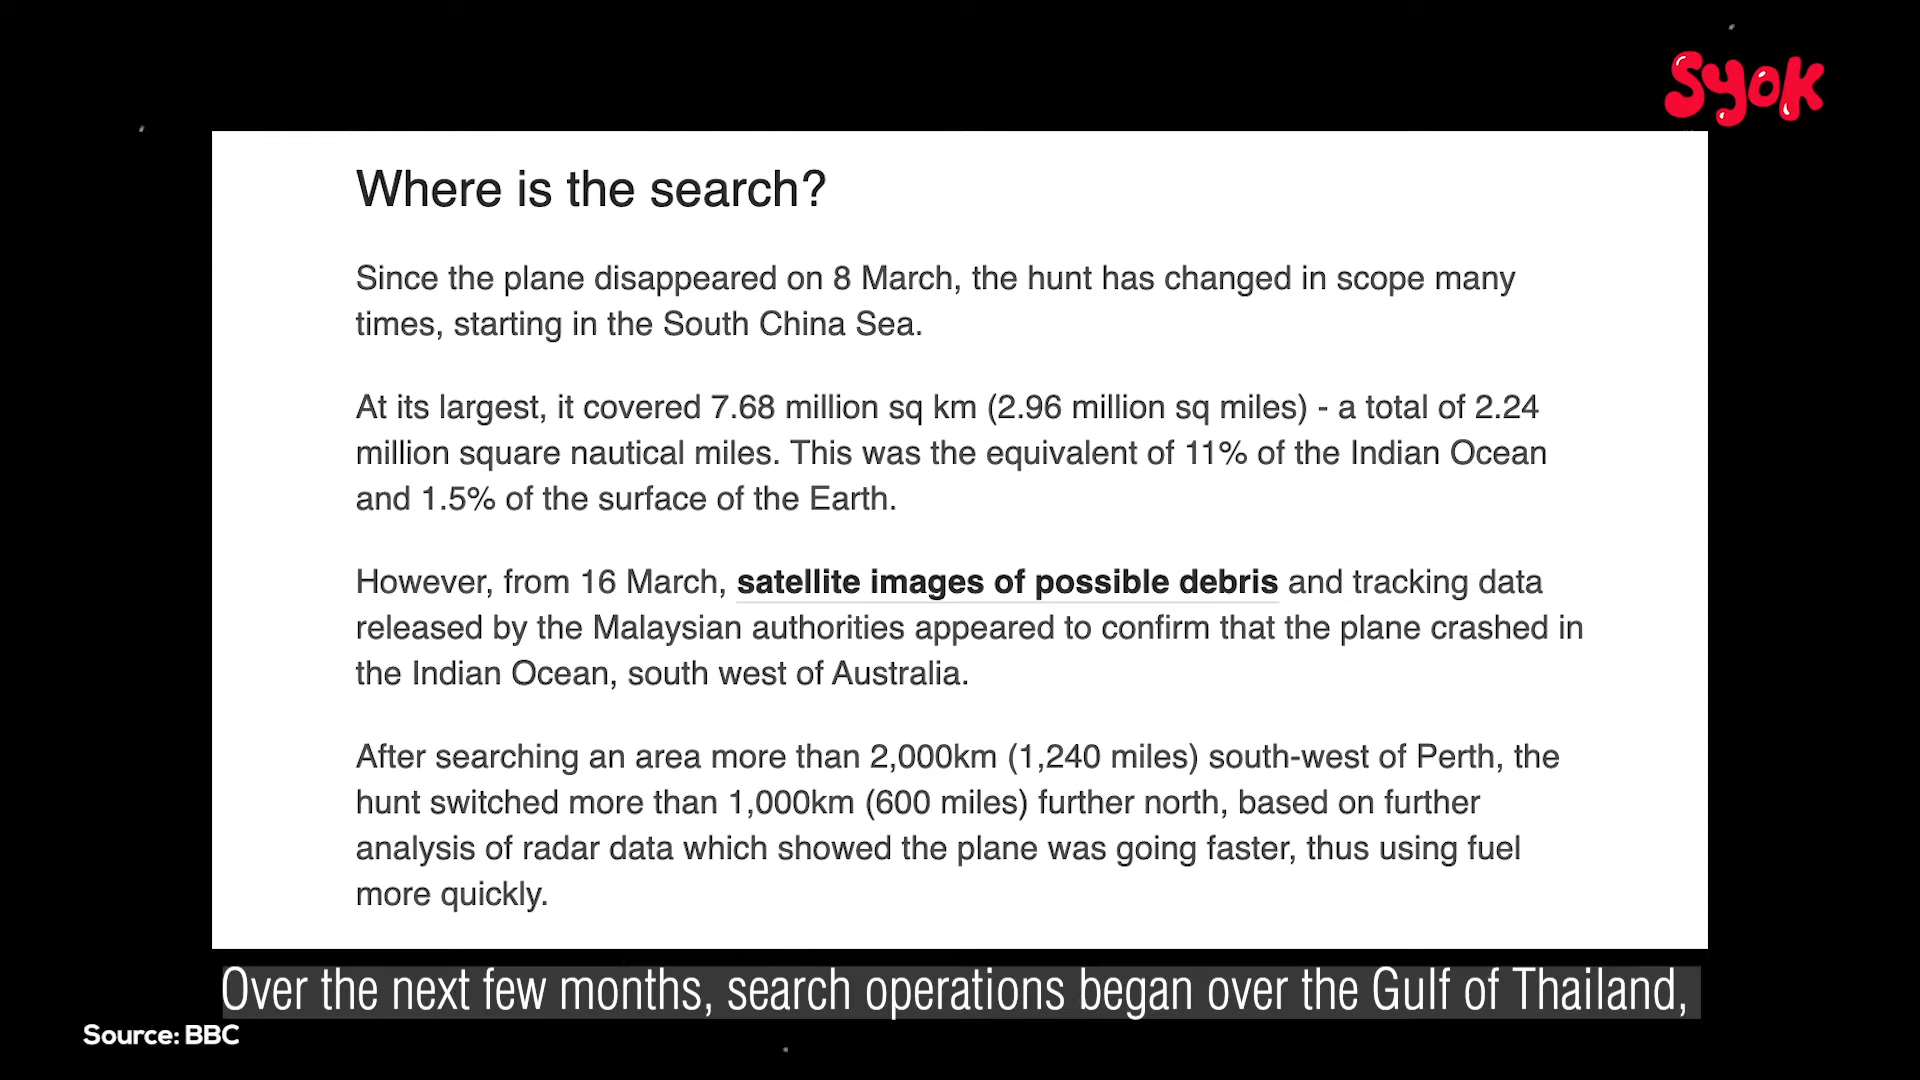 Syok
Where is the search?
Since the plane disappeared on 8 March, the hunt has changed in scope many
times, starting in the South China Sea.
At its largest, it covered 7.68 million sq km (2.96 million sq miles) - a total of 2.24
million square nautical miles. This was the equivalent of 11% of the Indian Ocean
and 1.5% of the surface of the Earth.
However, from 16 March, satellite images of possible debris and tracking data
released by the Malaysian authorities appeared to confirm that the plane crashed in
the Indian Ocean, south west of Australia.
After searching an area more than 2,000km (1,240 miles) south-west of Perth, the
hunt switched more than 1,000km (600 miles) further north, based on further
analysis of radar data which showed the plane was going faster, thus using fuel
more quickly.
Over the next few months, search operations began over the Gulf of Thailand,
Source: BBC